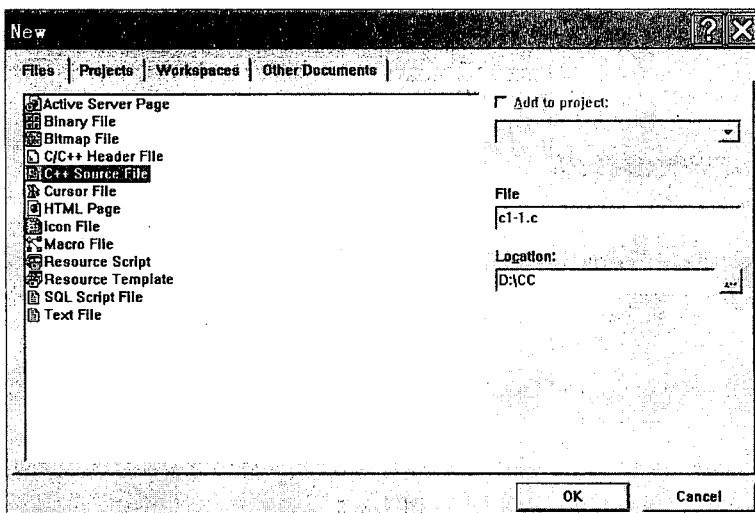 New
Files Projects Workspaces Other Documents
Active Server Page
Binary File
Bitmap File
C/C++ Header File
C++ Source File
Cursor File
HTML Page
Icon File
Macro File
Resource Script
Resource Template
SQL Script File
Text File
Add to project:
File
c1-1.c
Location:
D:\CC
...
OK Cancel